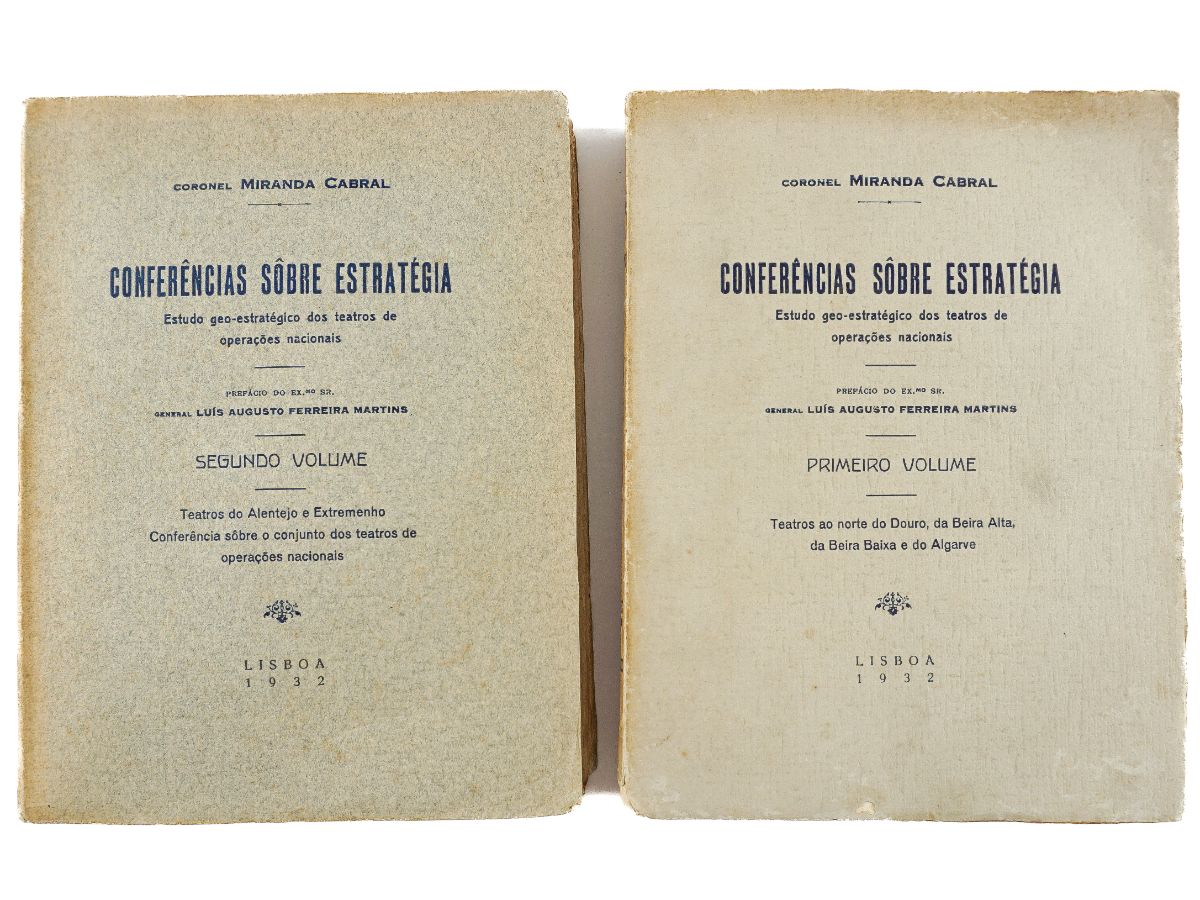 CORONEL MIRANDA CABRAL
CONFERÊNCIAS SÔBRE ESTRATÉGIA
Estudo geo-estratégico dos teatros de
operações nacionais
PREFÁCIO DO EX.MO SR.
GENERAL LUÍS AUGUSTO FERREIRA MARTINS
SEGUNDO VOLUME
Teatros do Alentejo e Extremenho
Conferência sôbre o conjunto dos teatros de
operações nacionais
LISBOA
1932
CORONEL MIRANDA CABRAL
CONFERÊNCIAS SÔBRE ESTRATÉGIA
Estudo geo-estratégico dos teatros de
operações nacionais
PREFÁCIO DO EX.MO SR.
GENERAL LUÍS AUGUSTO FERREIRA MARTINS
PRIMEIRO VOLUME
Teatros ao norte do Douro, da Beira Alta,
da Beira Baixa e do Algarve
LISBOA
1932